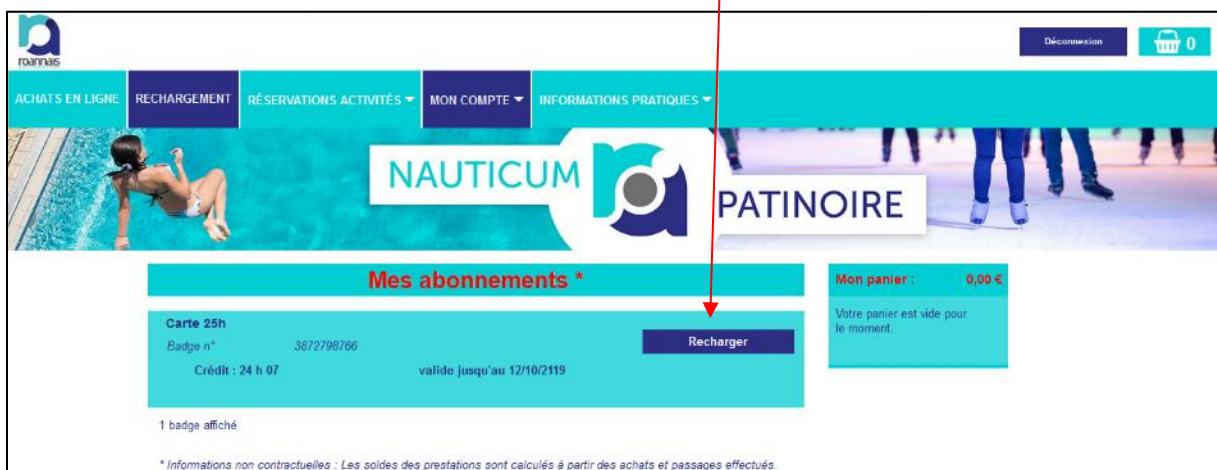 roannais
Déconnexion
0
ACHATS EN LIGNE RECHARGEMENT RÉSERVATIONS ACTIVITÉS MON COMPTE INFORMATIONS PRATIQUES
NAUTICUM
PATINOIRE
Mes abonnements *
Mon panier : 0,00 €
Carte 25h
Votre panier est vide pour
le moment.
Badge n° 3872798766
Recharger
Crédit : 24 h 07 valide jusqu'au 12/10/2119
1 badge affiché
* Informations non contractuelles : Les soldes des prestations sont calculés à partir des achats et passages effectués.